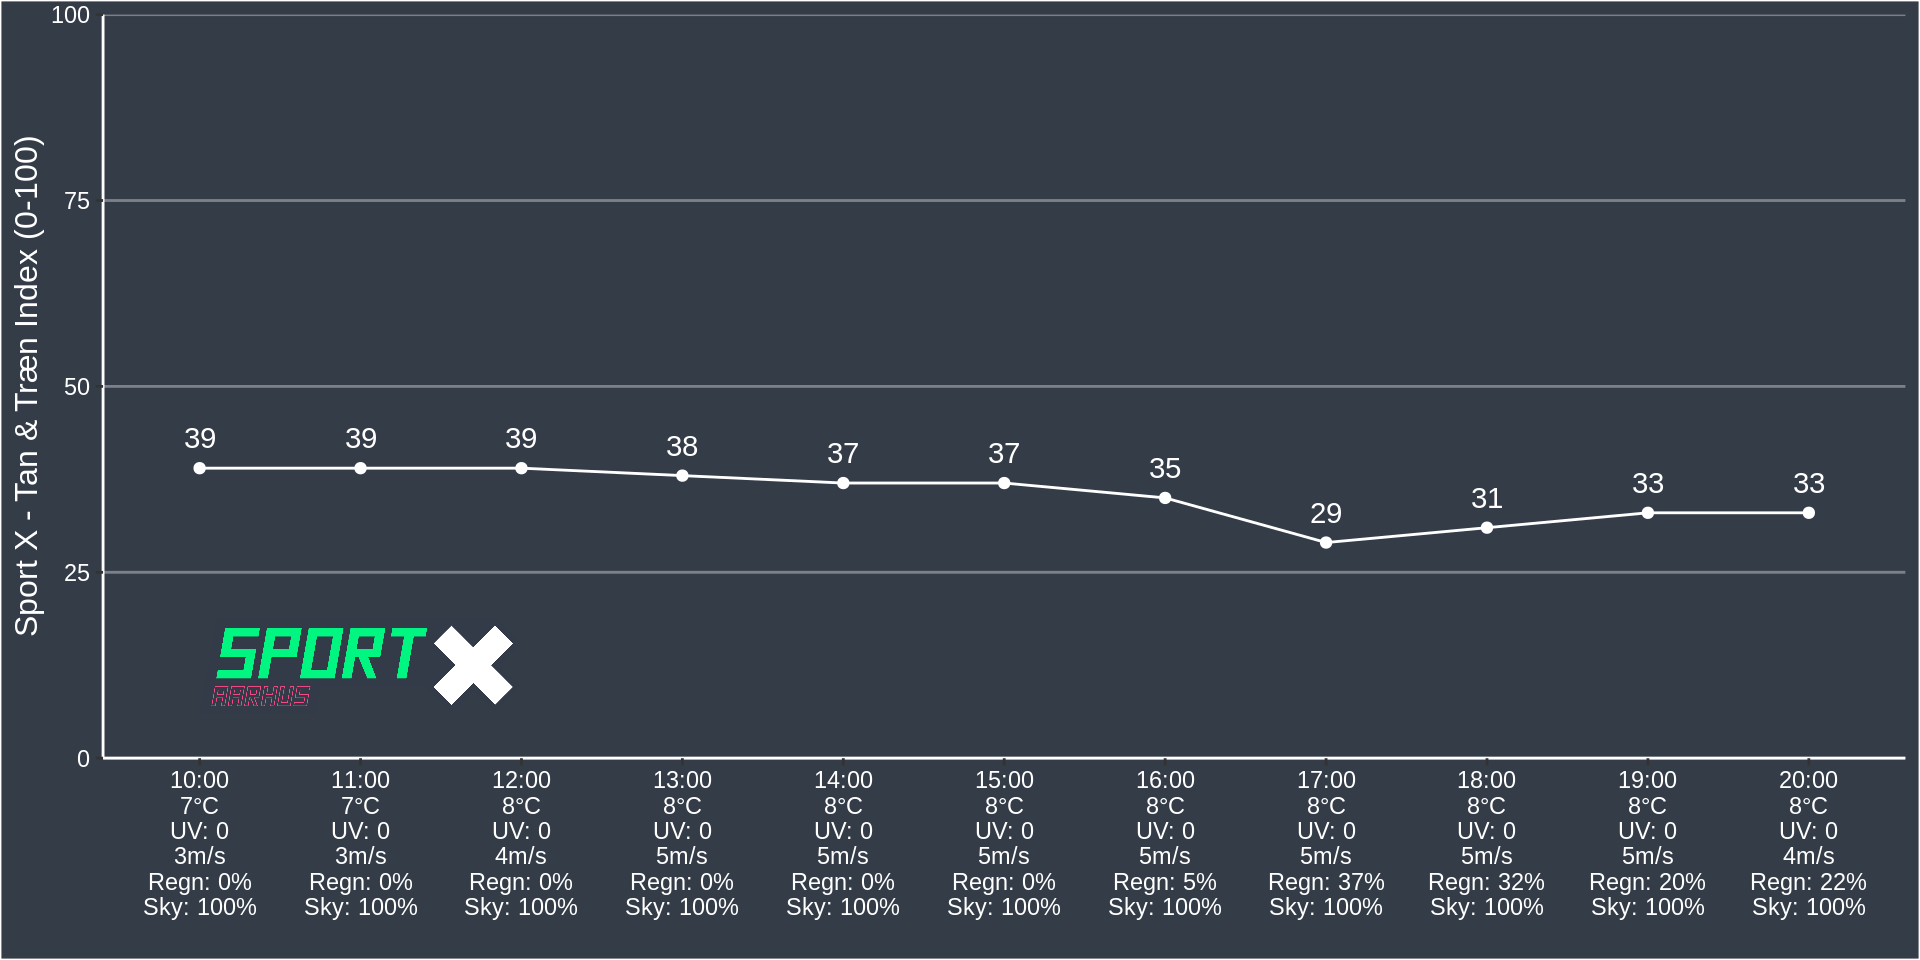 Sport X - Tan & Træn Index (0-100)
100
75
50
25
0
39 39 39 38 37 37 35 29 31 33 33
SPORT X
AARHUS
10:00 11:00 12:00 13:00 14:00 15:00 16:00 17:00 18:00 19:00 20:00
7°C 7°C 8°C 8°C 8°C 8°C 8°C 8°C 8°C 8°C 8°C
UV: 0 UV: 0 UV: 0 UV: 0 UV: 0 UV: 0 UV: 0 UV: 0 UV: 0 UV: 0 UV: 0
3m/s 3m/s 4m/s 5m/s 5m/s 5m/s 5m/s 5m/s 5m/s 5m/s 4m/s
Regn: 0% Regn: 0% Regn: 0% Regn: 0% Regn: 0% Regn: 0% Regn: 5% Regn: 37% Regn: 32% Regn: 20% Regn: 22%
Sky: 100% Sky: 100% Sky: 100% Sky: 100% Sky: 100% Sky: 100% Sky: 100% Sky: 100% Sky: 100% Sky: 100% Sky: 100%